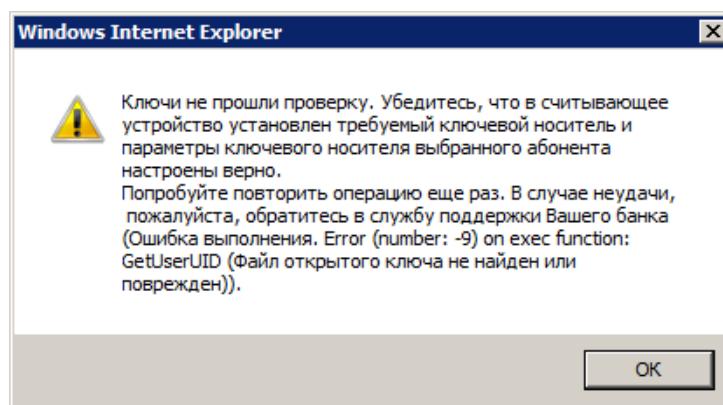 Windows Internet Explorer
Ключи не прошли проверку. Убедитесь, что в считывающее
устройство установлен требуемый ключевой носитель и
параметры ключевого носителя выбранного абонента
настроены верно.
Попробуйте повторить операцию еще раз. В случае неудачи,
пожалуйста, обратитесь в службу поддержки Вашего банка
(Ошибка выполнения. Error (number: -9) on exec function:
GetUserUID (Файл открытого ключа не найден или
поврежден)).
OK